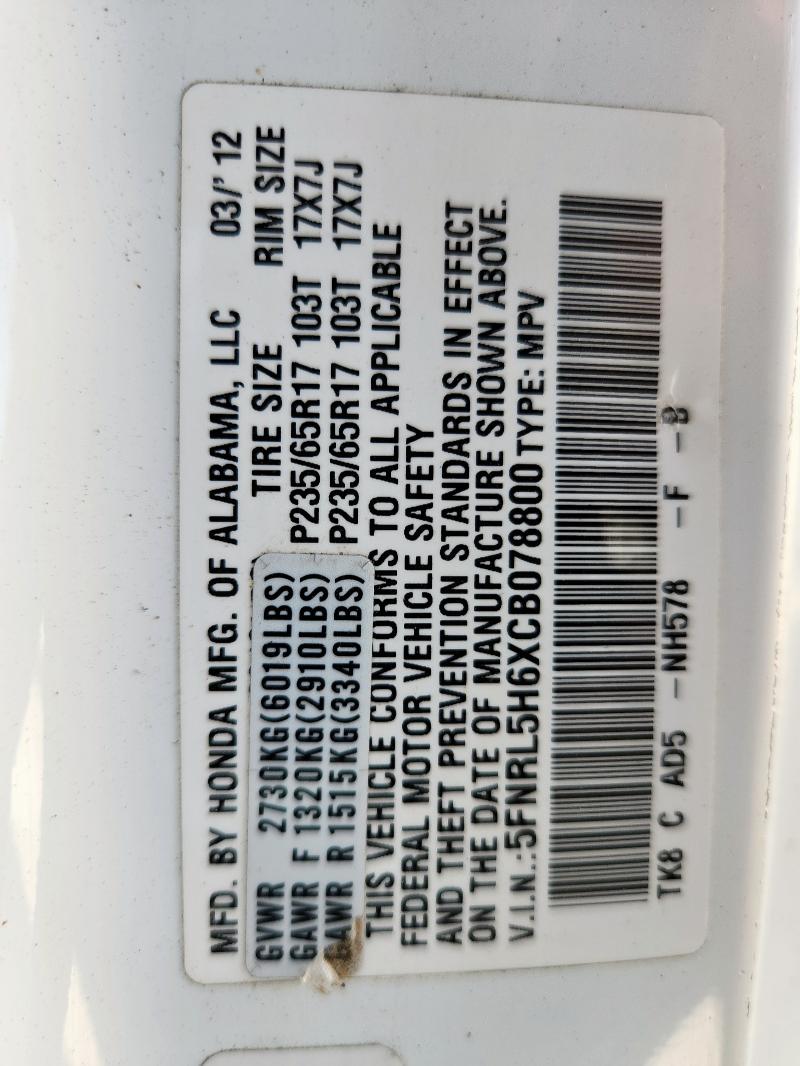 MFD. BY HONDA MFG. OF ALABAMA, LLC 03/' 12
TIRE SIZE RIM SIZE
GVWR 2730KG(6019LBS)
GAWR F 1320KG(2910LBS) P235/65R17 103T 17X7J
GAWR R 1515KG(3340LBS) P235/65R17 103T 17X7J
THIS VEHICLE CONFORMS TO ALL APPLICABLE
FEDERAL MOTOR VEHICLE SAFETY
AND THEFT PREVENTION STANDARDS IN EFFECT
ON THE DATE OF MANUFACTURE SHOWN ABOVE.
V.I.N.:5FNRL5H6XCB078800 TYPE: MPV
TK8 C AD5 -NH578 -F -B